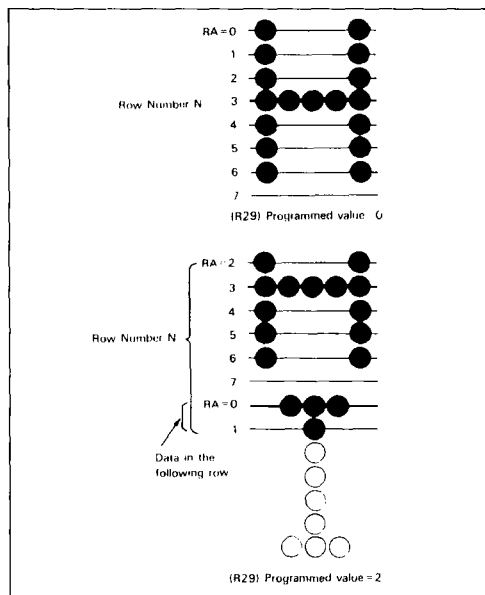 RA = 0
1
2
Row Number N
3
4
5
6
7
(R29) Programmed value 0
RA = 2
3
4
Row Number N
5
6
7
RA = 0
1
Data in the
following row
(R29) Programmed value = 2